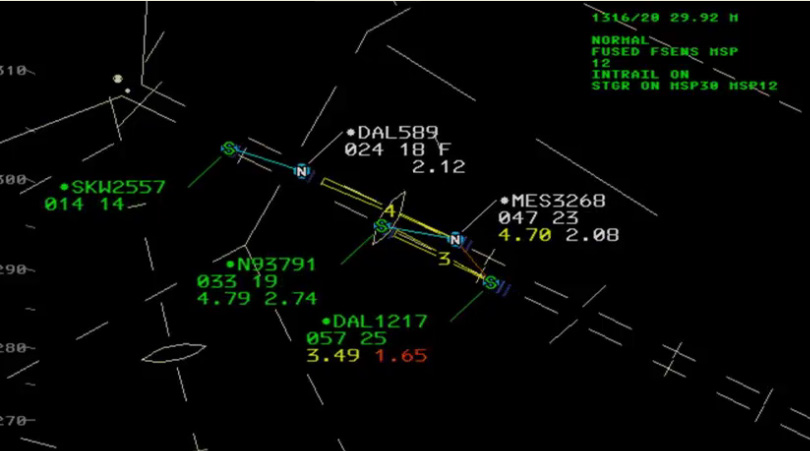 1316/20 29.92 M
NORMAL
FUSED FSENS MSP
12
INTRAIL ON
STGR ON MSP30 MSP12
310
DAL589
024 18 F
2.12
300
SKW2557
014 14
MES3268
047 23
4.70 2.08
4
N
N
S
S
S
3
N93791
033 19
4.79 2.74
290
DAL1217
057 25
3.49 1.65
280
270